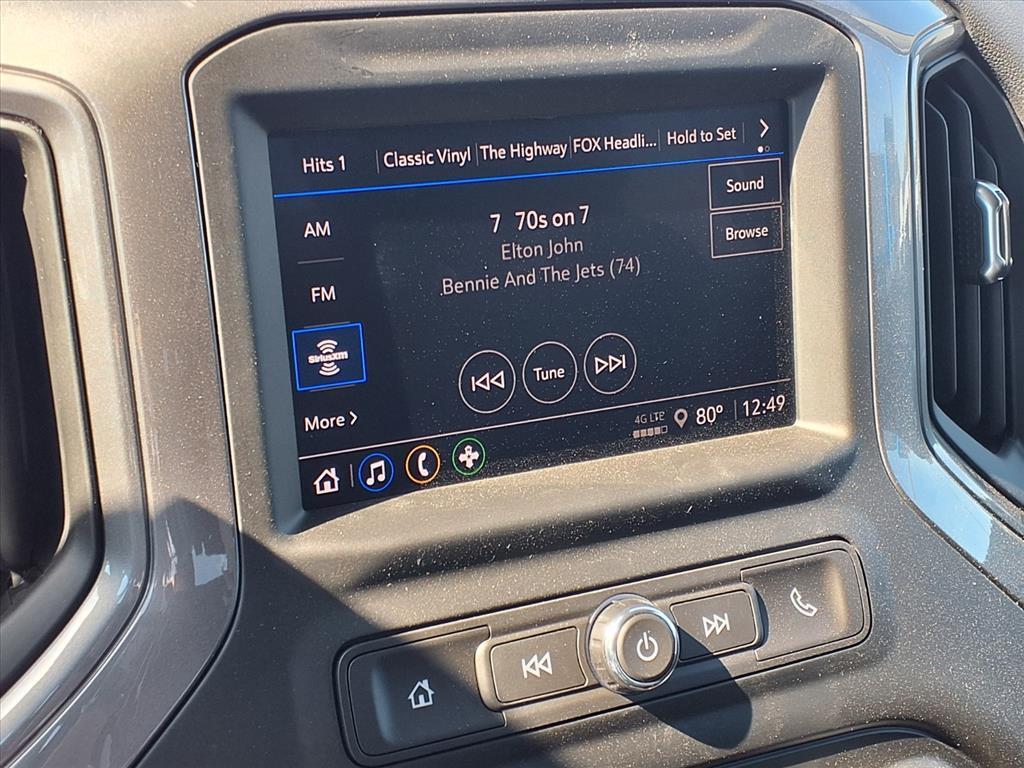 Hits 1 Classic Vinyl The Highway FOX Headli... Hold to Set
AM
7 70s on 7
Sound
Elton John
Browse
Bennie And The Jets (74)
FM
SiriusXM
Tune
More
4G LTE 80° 12:49